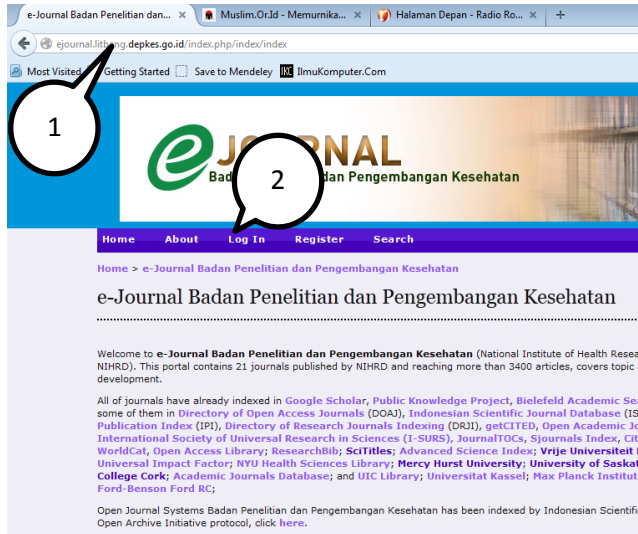 e-Journal Badan Penelitian dan... ×
Muslim.Or.Id - Memurnika... ×
Halaman Depan - Radio Ro... ×
+
ejournal.litbang.depkes.go.id/index.php/index/index
Most Visited
Getting Started
Save to Mendeley
IlmuKomputer.Com
1
eJOURNAL
2
dan Pengembangan Kesehatan
Home About Log In Register Search
Home > e-Journal Badan Penelitian dan Pengembangan Kesehatan
e-Journal Badan Penelitian dan Pengembangan Kesehatan
Welcome to e-Journal Badan Penelitian dan Pengembangan Kesehatan (National Institute of Health Resea
NIHRD). This portal contains 21 journals published by NIHRD and reaching more than 3400 articles, covers topic
development.
All of journals have already indexed in Google Scholar, Public Knowledge Project, Bielefeld Academic Sea
some of them in Directory of Open Access Journals (DOAJ), Indonesian Scientific Journal Database (IS
Publication Index (IPI), Directory of Research Journals Indexing (DRJI), getCITED, Open Academic Jo
International Society of Universal Research in Sciences (I-SURS), JournalTOCs, Sjournals Index, Cit
WorldCat, Open Access Library; ResearchBib; SciTitles; Advanced Science Index; Vrije Universiteit
Universal Impact Factor; NYU Health Sciences Library; Mercy Hurst University; University of Saskat
College Cork; Academic Journals Database; and UIC Library; Universitat Kassel; Max Planck Institut
Ford-Benson Ford RC;
Open Journal Systems Badan Penelitian dan Pengembangan Kesehatan has been indexed by Indonesian Scientifi
Open Archive Initiative protocol, click here.